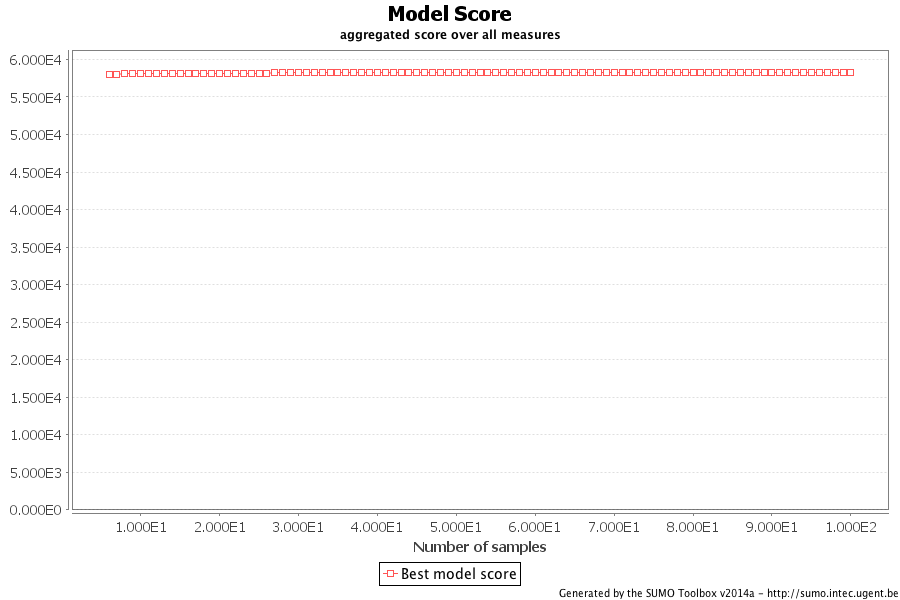 Model Score
aggregated score over all measures
6.000E4
5.500E4
5.000E4
4.500E4
4.000E4
3.500E4
3.000E4
2.500E4
2.000E4
1.500E4
1.000E4
5.000E3
0.000E0
1.000E1 2.000E1 3.000E1 4.000E1 5.000E1 6.000E1 7.000E1 8.000E1 9.000E1 1.000E2
Number of samples
Best model score
Generated by the SUMO Toolbox v2014a - http://sumo.intec.ugent.be